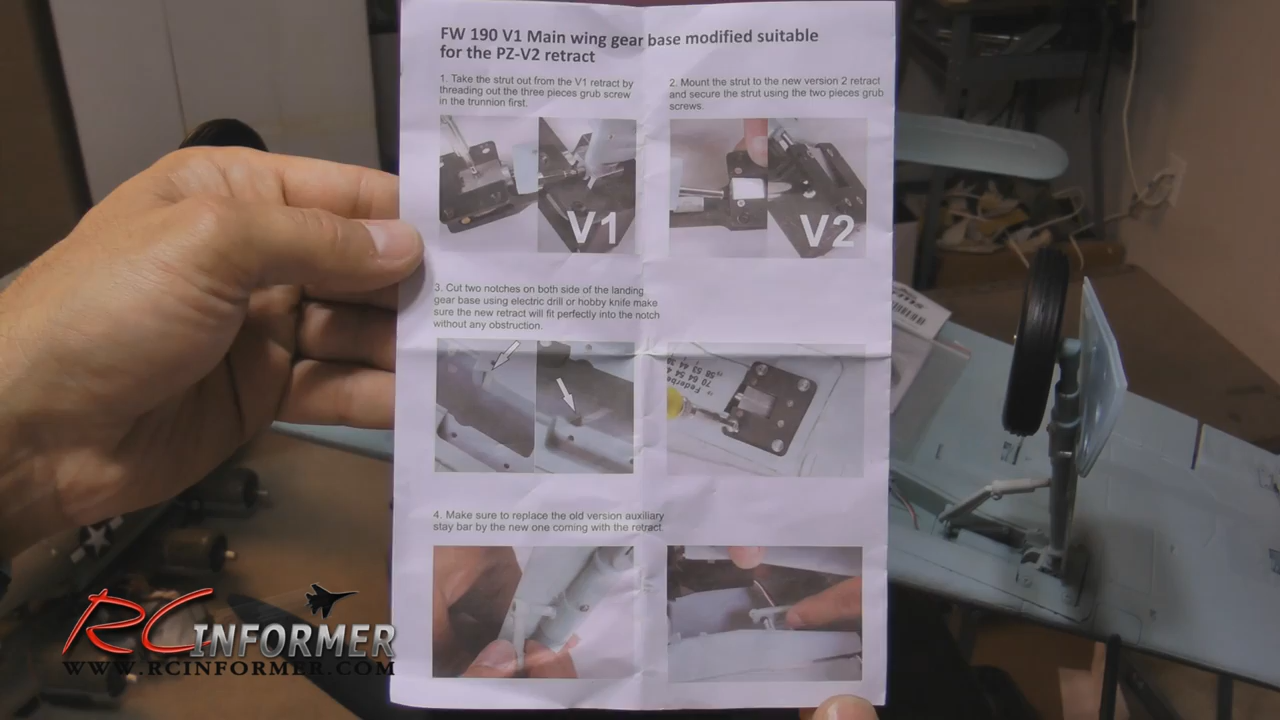 FW 190 V1 Main wing gear base modified suitable
for the PZ-V2 retract
1. Take the strut out from the V1 retract by
threading out the three pieces grub screw
in the trunnion first.
2. Mount the strut to the new version 2 retract
and secure the strut using the two pieces grub
screws.
V1
V2
3. Cut two notches on both side of the landing
gear base using electric drill or hobby knife make
sure the new retract will fit perfectly into the notch
without any obstruction.
4. Make sure to replace the old version auxiliary
stay bar by the new one coming with the retract.
RC INFORMER
WWW.RCINFORMER.COM